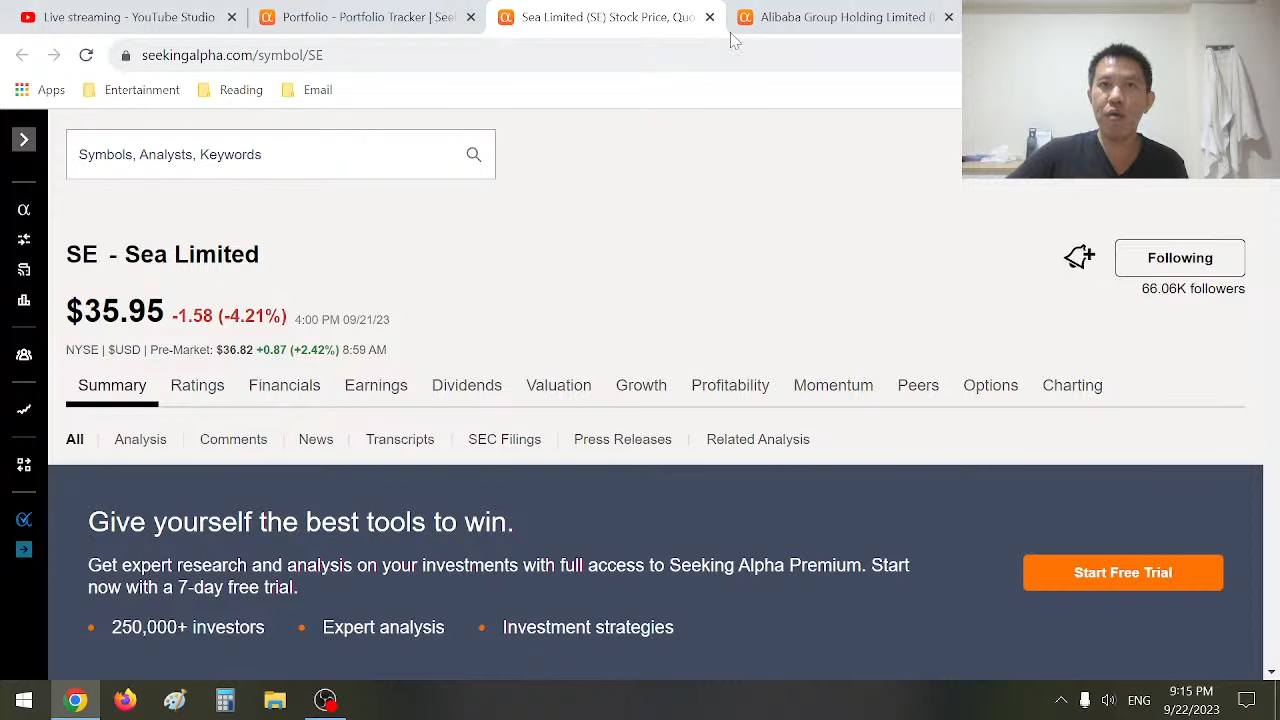 Live streaming - YouTube Studio
Portfolio - Portfolio Tracker | See
Sea Limited (SE) Stock Price, Quo
Alibaba Group Holding Limited (
seekingalpha.com/symbol/SE
Apps
Entertainment
Reading
Email
Symbols, Analysts, Keywords
SE - Sea Limited
Following
66.06K followers
$35.95 -1.58 (-4.21%) 4:00 PM 09/21/23
NYSE | $USD | Pre-Market: $36.82 +0.87 (+2.42%) 8:59 AM
Summary Ratings Financials Earnings Dividends Valuation Growth Profitability Momentum Peers Options Charting
All Analysis Comments News Transcripts SEC Filings Press Releases Related Analysis
Give yourself the best tools to win.
Get expert research and analysis on your investments with full access to Seeking Alpha Premium. Start
now with a 7-day free trial.
Start Free Trial
• 250,000+ investors • Expert analysis • Investment strategies
ENG
9:15 PM
9/22/2023